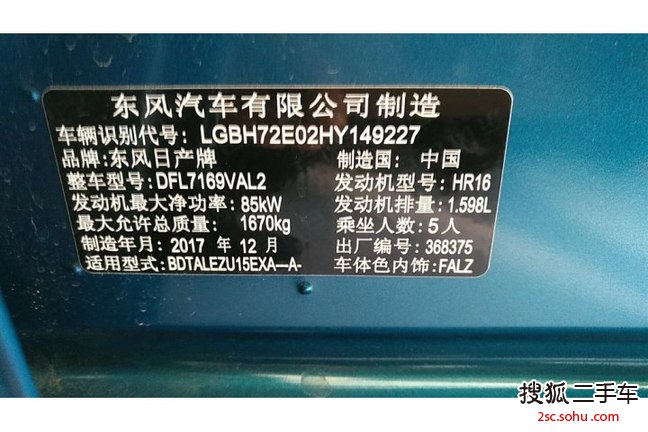 东风汽车有限公司制造
车辆识别代号: LGBH72E02HY149227
品牌: 东风日产牌 制造国: 中国
整车型号: DFL7169VAL2 发动机型号: HR16
发动机最大净功率: 85kW 发动机排量: 1.598L
最大允许总质量: 1670kg 乘坐人数: 5人
制造年月: 2017 年 12 月 出厂编号: 368375
适用型式: BDTALEZU15EXA—A- 车体色内饰: FALZ
搜狐二手车
2sc.sohu.com